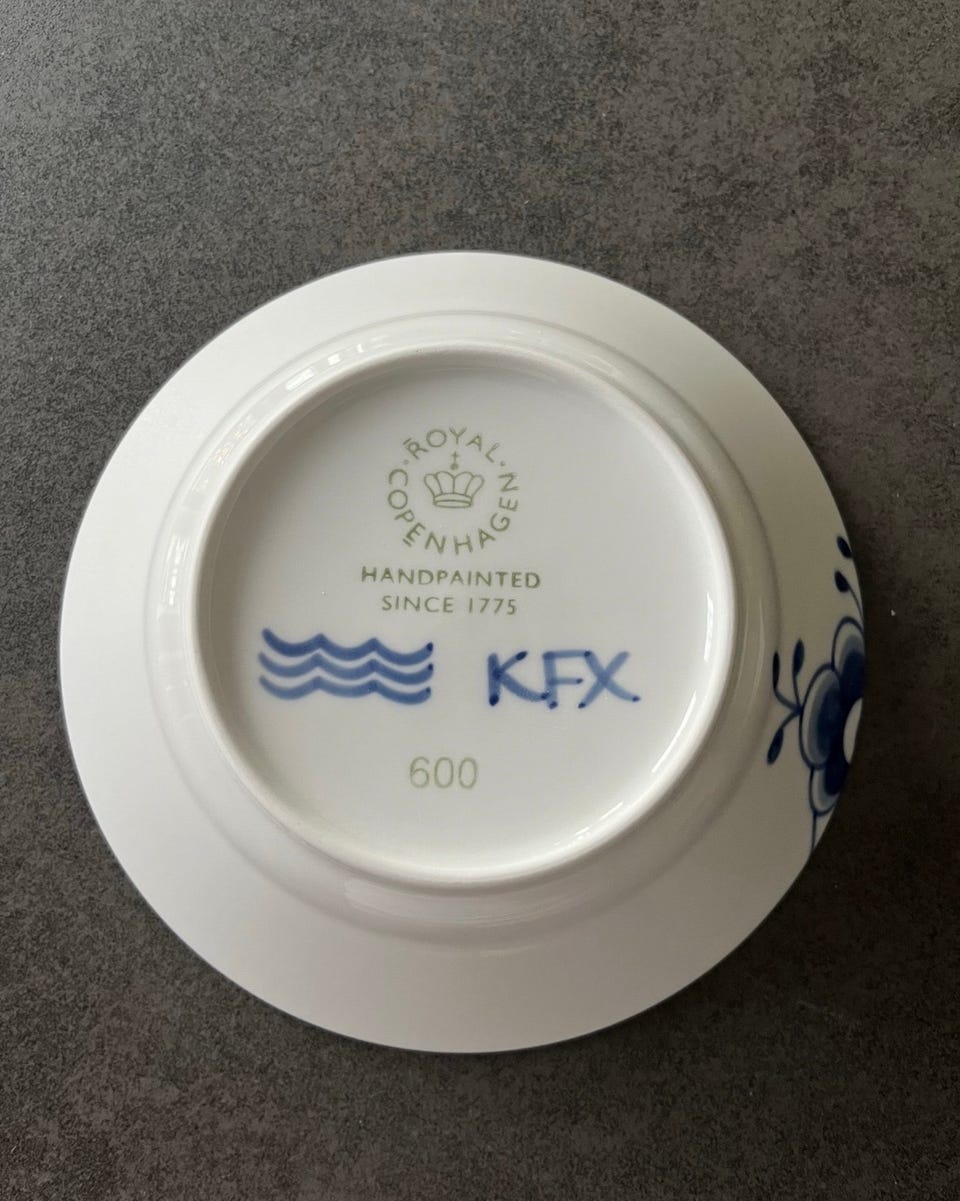 ROYAL
COPENHAGEN
HANDPAINTED
SINCE 1775
KFX
600